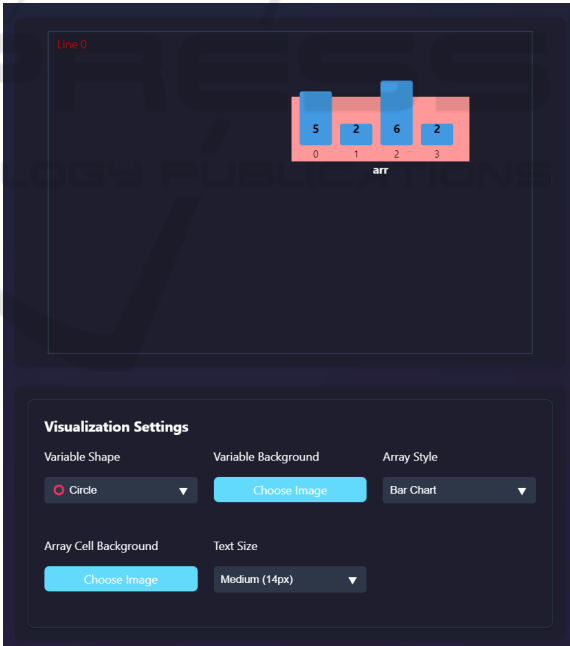 Line 0
5 2 6 2
0 1 2 3
arr
Visualization Settings
Variable Shape Variable Background Array Style
Circle Choose Image Bar Chart
Array Cell Background Text Size
Choose Image Medium (14px)